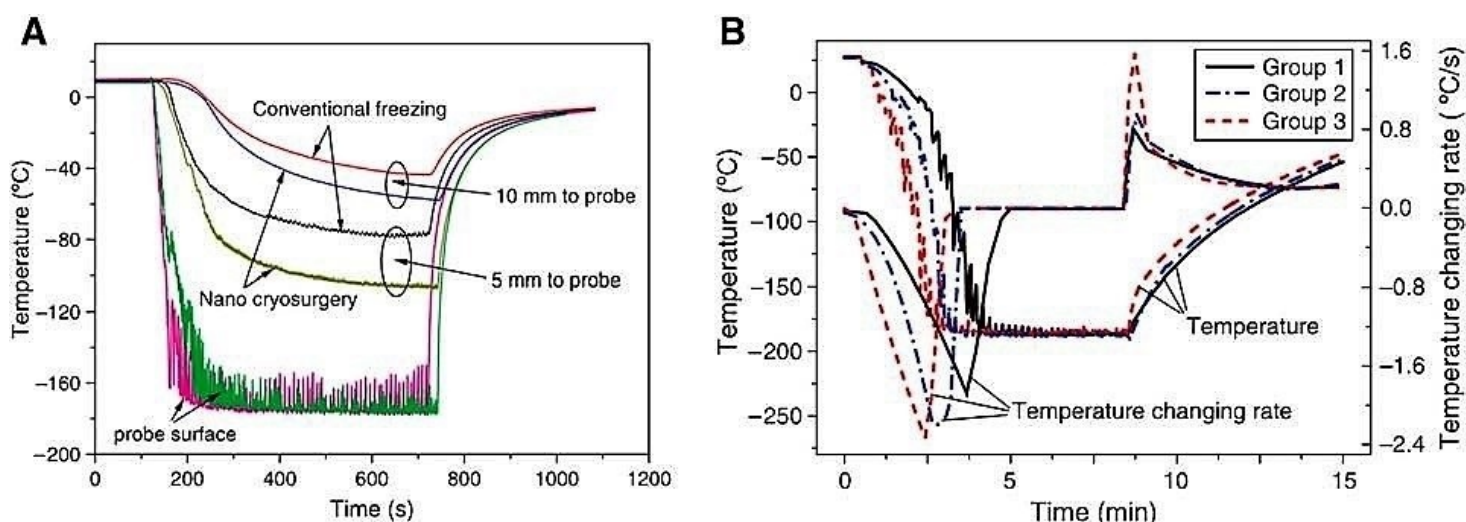 A
Temperature (°C)
0
−40
−80
−120
−160
−200
Conventional freezing
10 mm to probe
5 mm to probe
Nano cryosurgery
probe surface
0
200
400
600
800
1000
1200
Time (s)
B
Temperature (°C)
0
−50
−100
−150
−200
−250
Group 1
Group 2
Group 3
Temperature
Temperature changing rate
1.6
0.8
0.0
−0.8
−1.6
−2.4
Temperature changing rate ( °C/s)
0
5
10
15
Time (min)